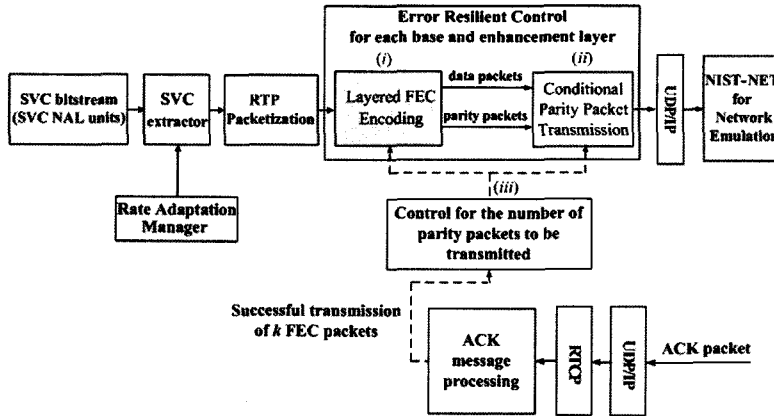 Error Resilient Control
for each base and enhancement layer
(i)
(ii)
SVC bitstream
(SVC NAL units)
SVC
extractor
RTP
Packetization
Layered FEC
Encoding
data packets
parity packets
Conditional
Parity Packet
Transmission
UDP/IP
NIST-NET
for
Network
Emulation
(iii)
Rate Adaptation
Manager
Control for the number of
parity packets to be
transmitted
Successful transmission
of k FEC packets
ACK
message
processing
RTCP
UDP/IP
ACK packet